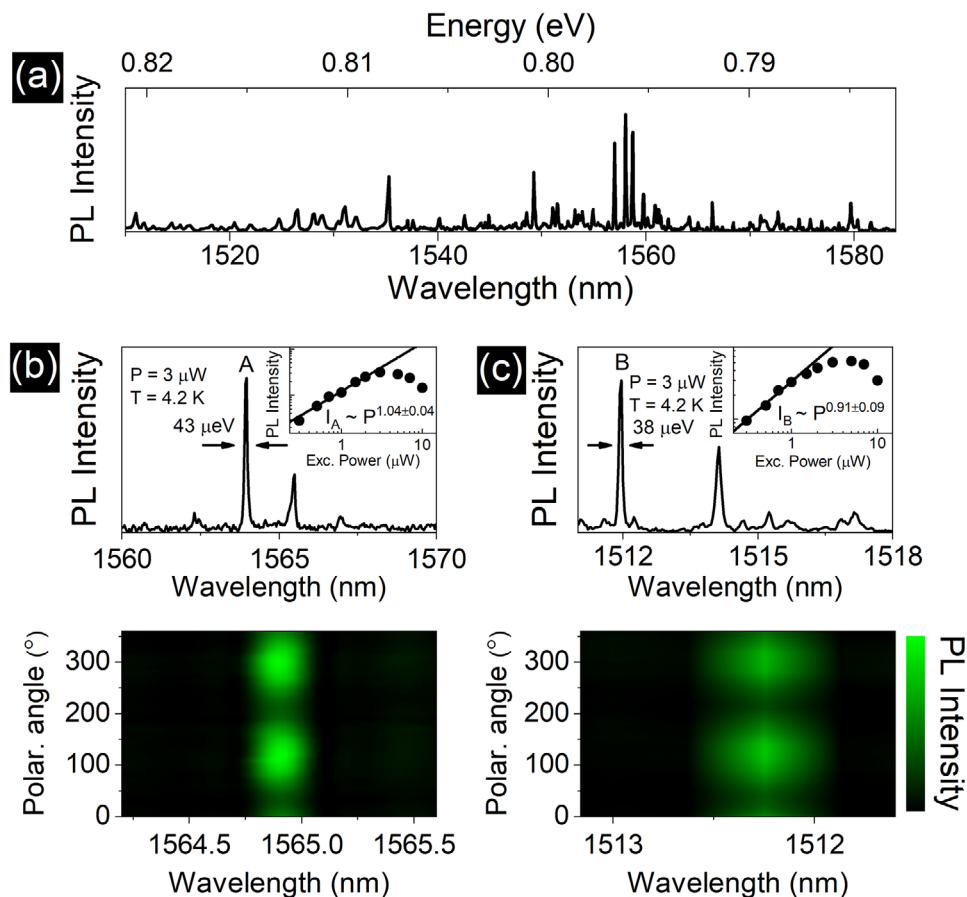 Energy (eV)
0.82 0.81 0.80 0.79
(a)
PL Intensity
1520 1540 1560 1580
Wavelength (nm)
(b)
PL Intensity
A
P = 3 μW
T = 4.2 K
43 μeV
PL Intensity
I_A ~ P^1.04±0.04
1 10
Exc. Power (μW)
1560 1565 1570
Wavelength (nm)
(c)
PL Intensity
B
P = 3 μW
T = 4.2 K
38 μeV
PL Intensity
I_B ~ P^0.91±0.09
1 10
Exc. Power (μW)
1512 1515 1518
Wavelength (nm)
Polar. angle (°)
300
200
100
0
1564.5 1565.0 1565.5
Wavelength (nm)
Polar. angle (°)
300
200
100
0
1513 1512
Wavelength (nm)
PL Intensity